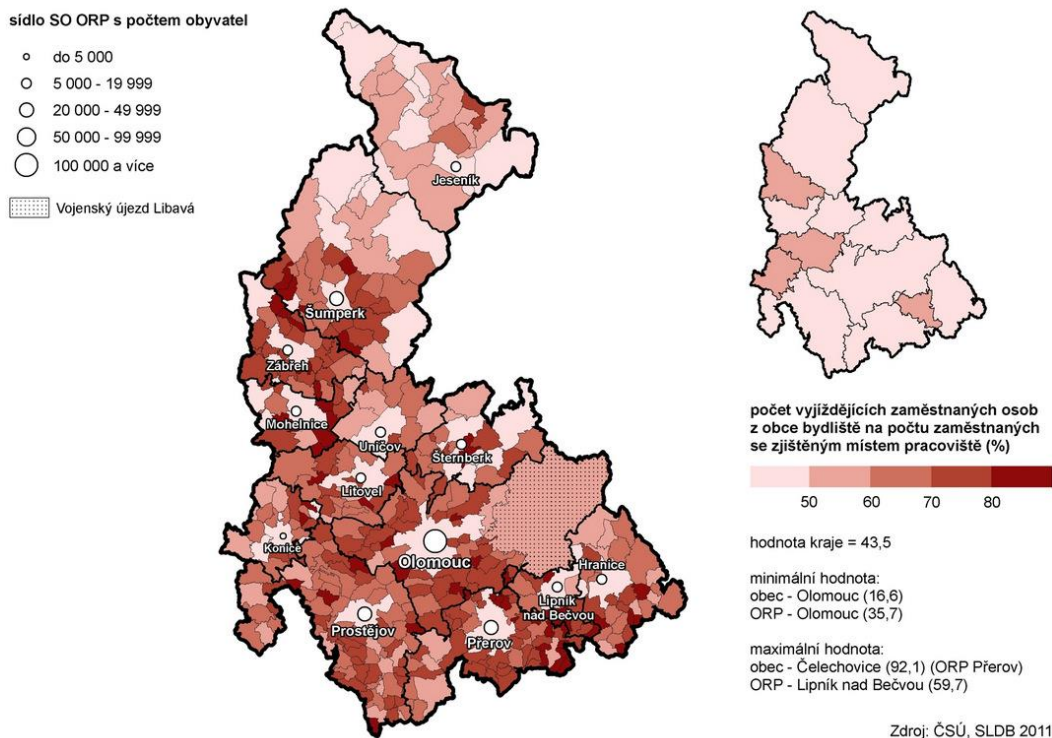 sídlo SO ORP s počtem obyvatel
do 5 000
5 000 - 19 999
20 000 - 49 999
50 000 - 99 999
100 000 a více
Vojenský újezd Libavá
Jeseník
Šumperk
Zábřeh
Mohelnice
Uničov
Šternberk
Litovel
Konice
Olomouc
Hranice
Lipník
nad Bečvou
Prostějov
Přerov
počet vyjíždějících zaměstnaných osob
z obce bydliště na počtu zaměstnaných
se zjištěným místem pracoviště (%)
50 60 70 80
hodnota kraje = 43,5
minimální hodnota:
obec - Olomouc (16,6)
ORP - Olomouc (35,7)
maximální hodnota:
obec - Čelechovice (92,1) (ORP Přerov)
ORP - Lipník nad Bečvou (59,7)
Zdroj: ČSÚ, SLDB 2011